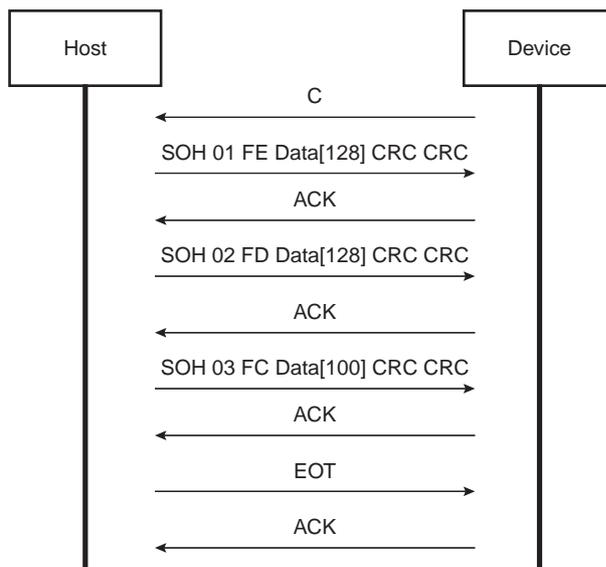 Host
Device
C
SOH 01 FE Data[128] CRC CRC
ACK
SOH 02 FD Data[128] CRC CRC
ACK
SOH 03 FC Data[100] CRC CRC
ACK
EOT
ACK